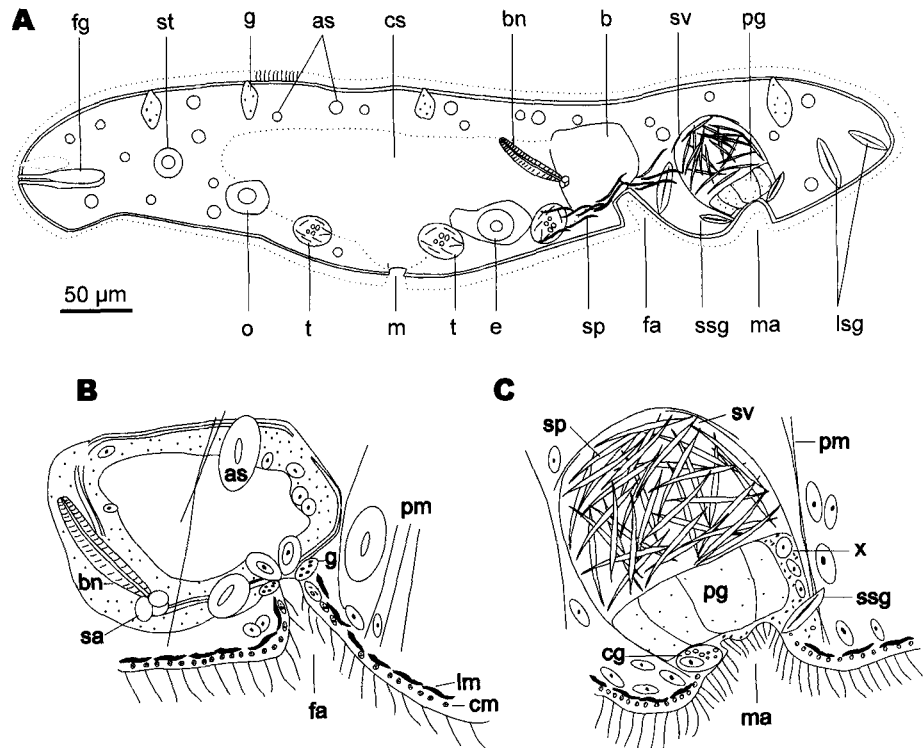 A
fg st g as cs bn b sv pg
50 µm
o t m t e sp fa ssg ma lsg
B
as
pm
bn
g
sa
lm
fa
cm
C
sv
sp
pm
x
pg
ssg
cg
ma